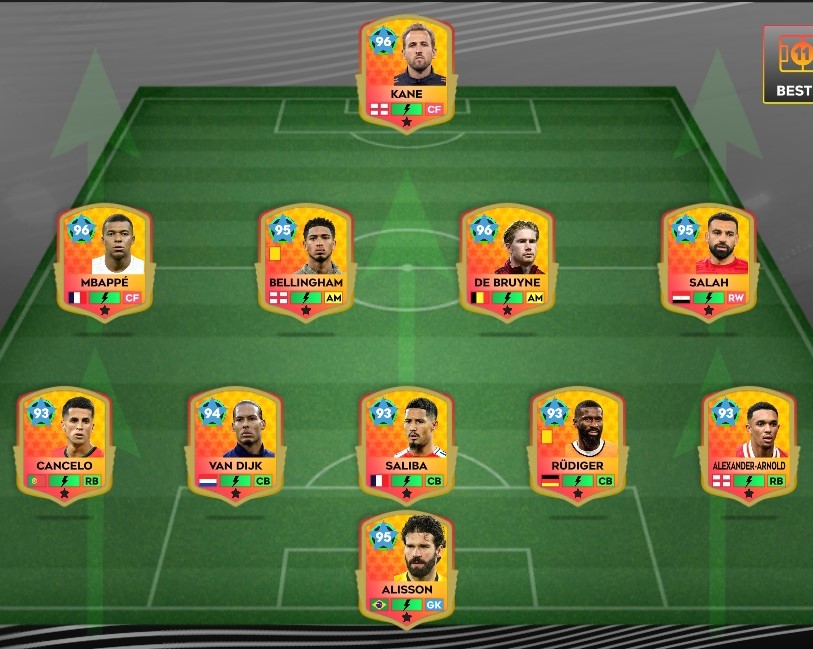 96
KANE
CF
11
BEST
96
MBAPPÉ
CF
95
BELLINGHAM
AM
96
DE BRUYNE
AM
95
SALAH
RW
93
CANCELO
RB
94
VAN DIJK
CB
93
SALIBA
CB
93
RÜDIGER
CB
93
ALEXANDER-ARNOLD
RB
95
ALISSON
GK